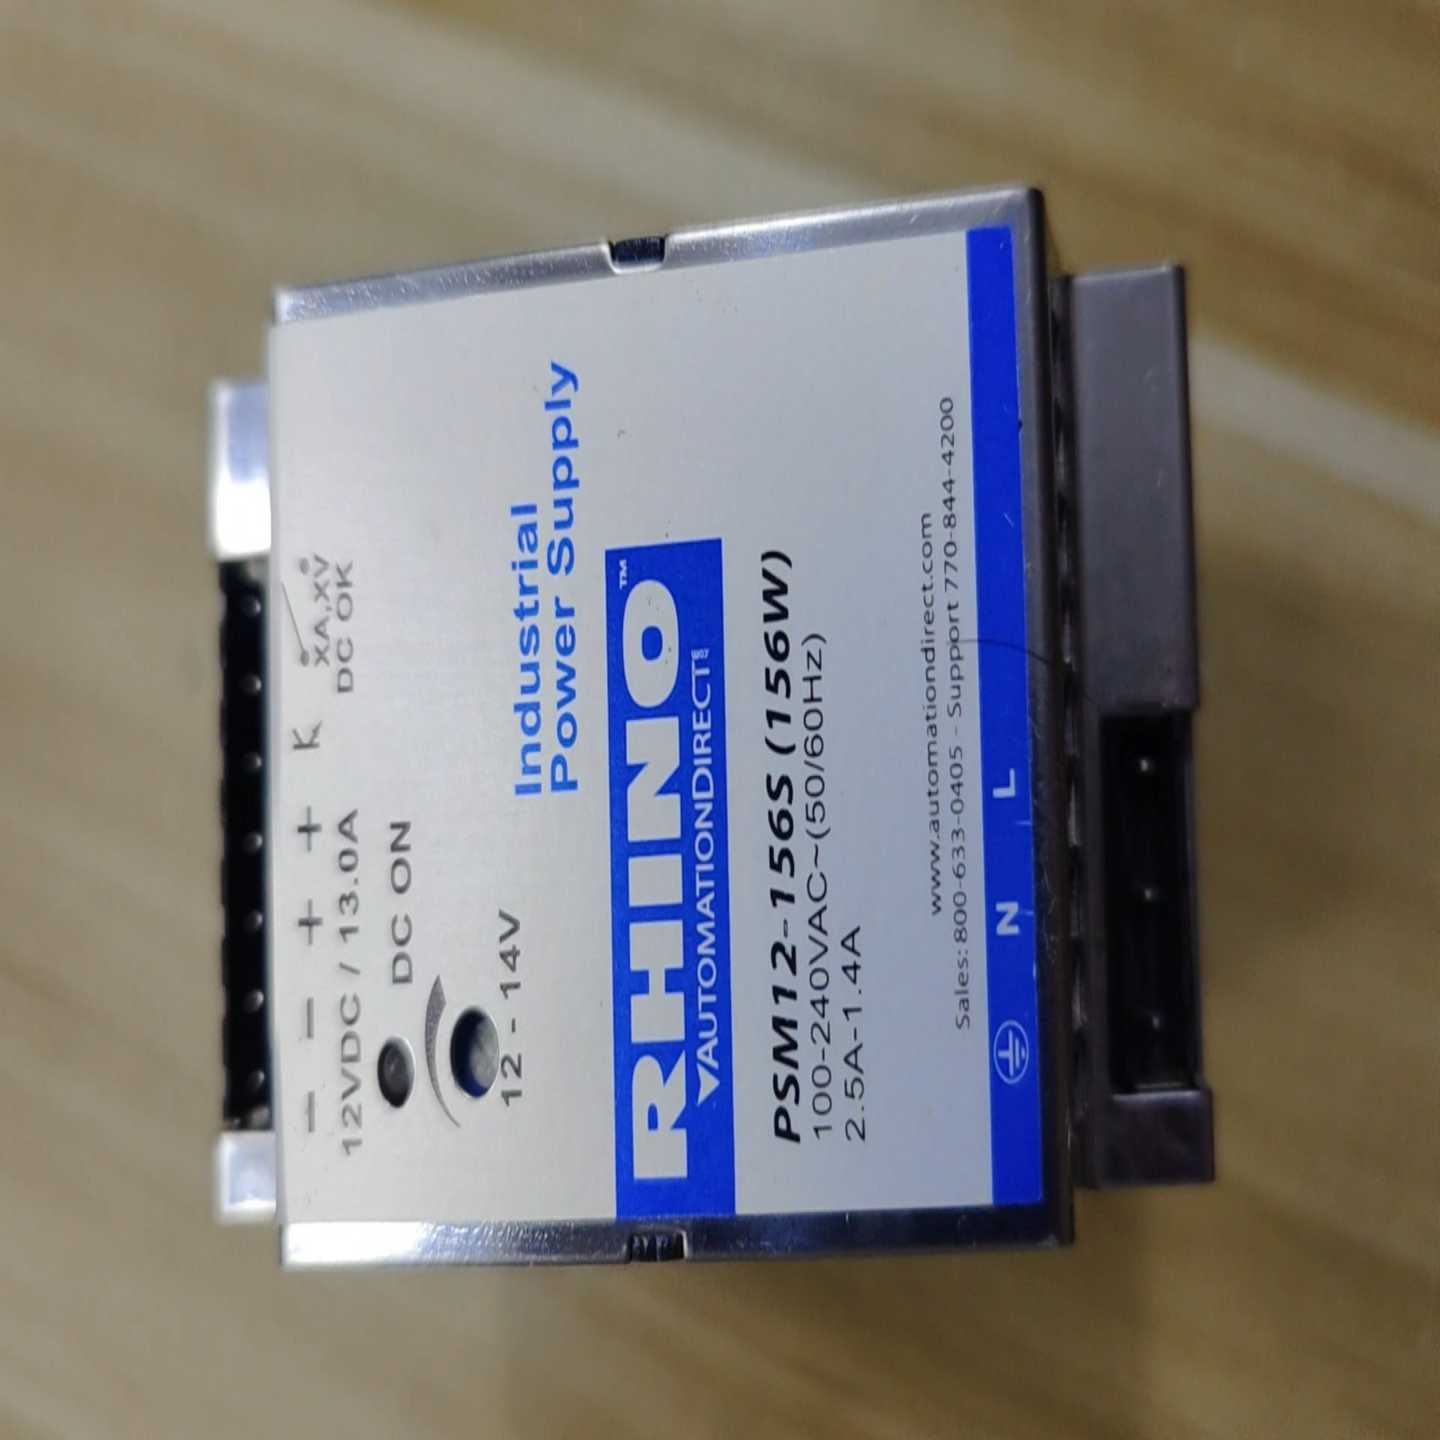 - - + + K
XA,XV
12VDC / 13.0A
DC OK
DC ON
12 - 14V
Industrial
Power Supply
RHINO™
AUTOMATIONDIRECT
PSM12-156S (156W)
100-240VAC~(50/60Hz)
2.5A-1.4A
www.automationdirect.com
Sales: 800-633-0405 - Support 770-844-4200
N L